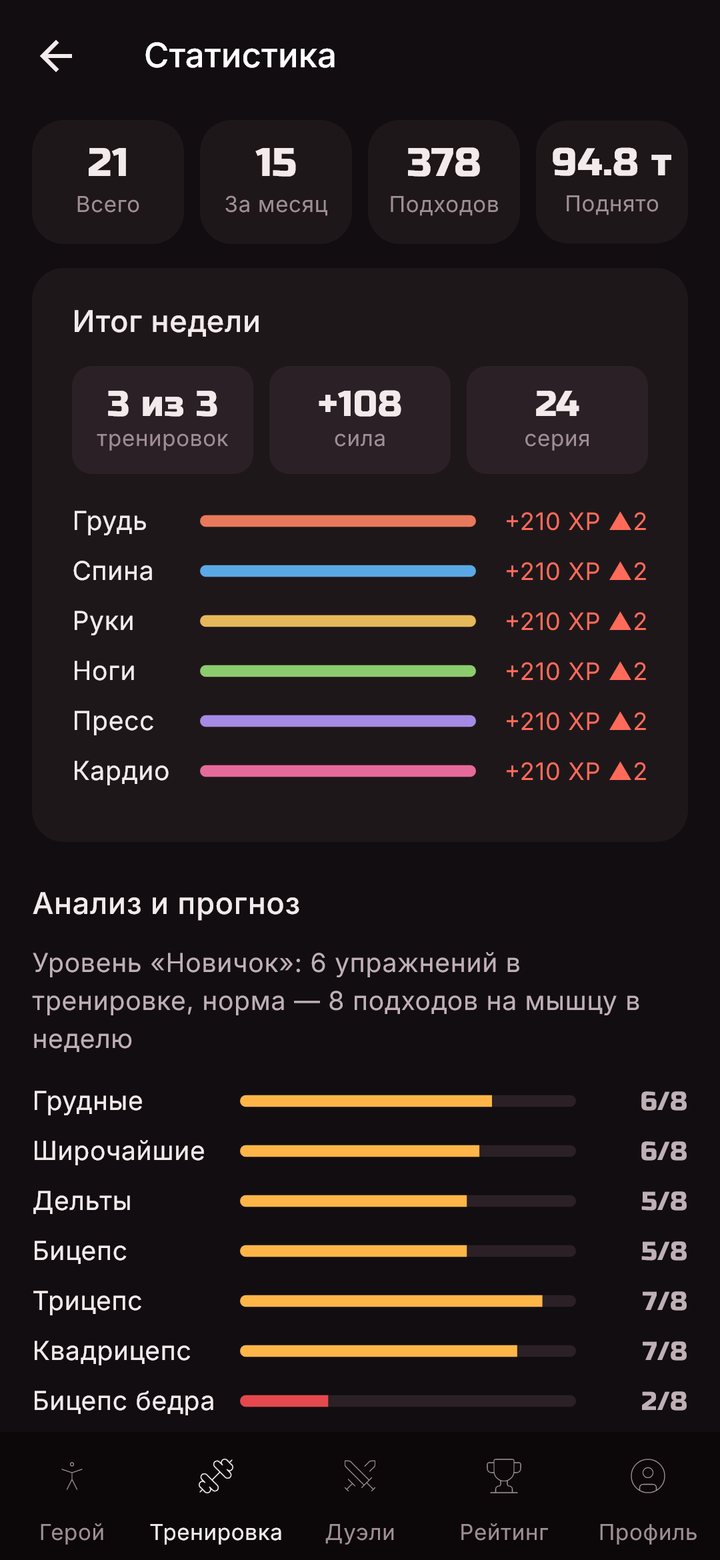 Статистика
21
Всего
15
За месяц
378
Подходов
94.8 т
Поднято
Итог недели
3 из 3
тренировок
+108
сила
24
серия
Грудь +210 XP ▲2
Спина +210 XP ▲2
Руки +210 XP ▲2
Ноги +210 XP ▲2
Пресс +210 XP ▲2
Кардио +210 XP ▲2
Анализ и прогноз
Уровень «Новичок»: 6 упражнений в
тренировке, норма — 8 подходов на мышцу в
неделю
Грудные 6/8
Широчайшие 6/8
Дельты 5/8
Бицепс 5/8
Трицепс 7/8
Квадрицепс 7/8
Бицепс бедра 2/8
Герой Тренировка Дуэли Рейтинг Профиль